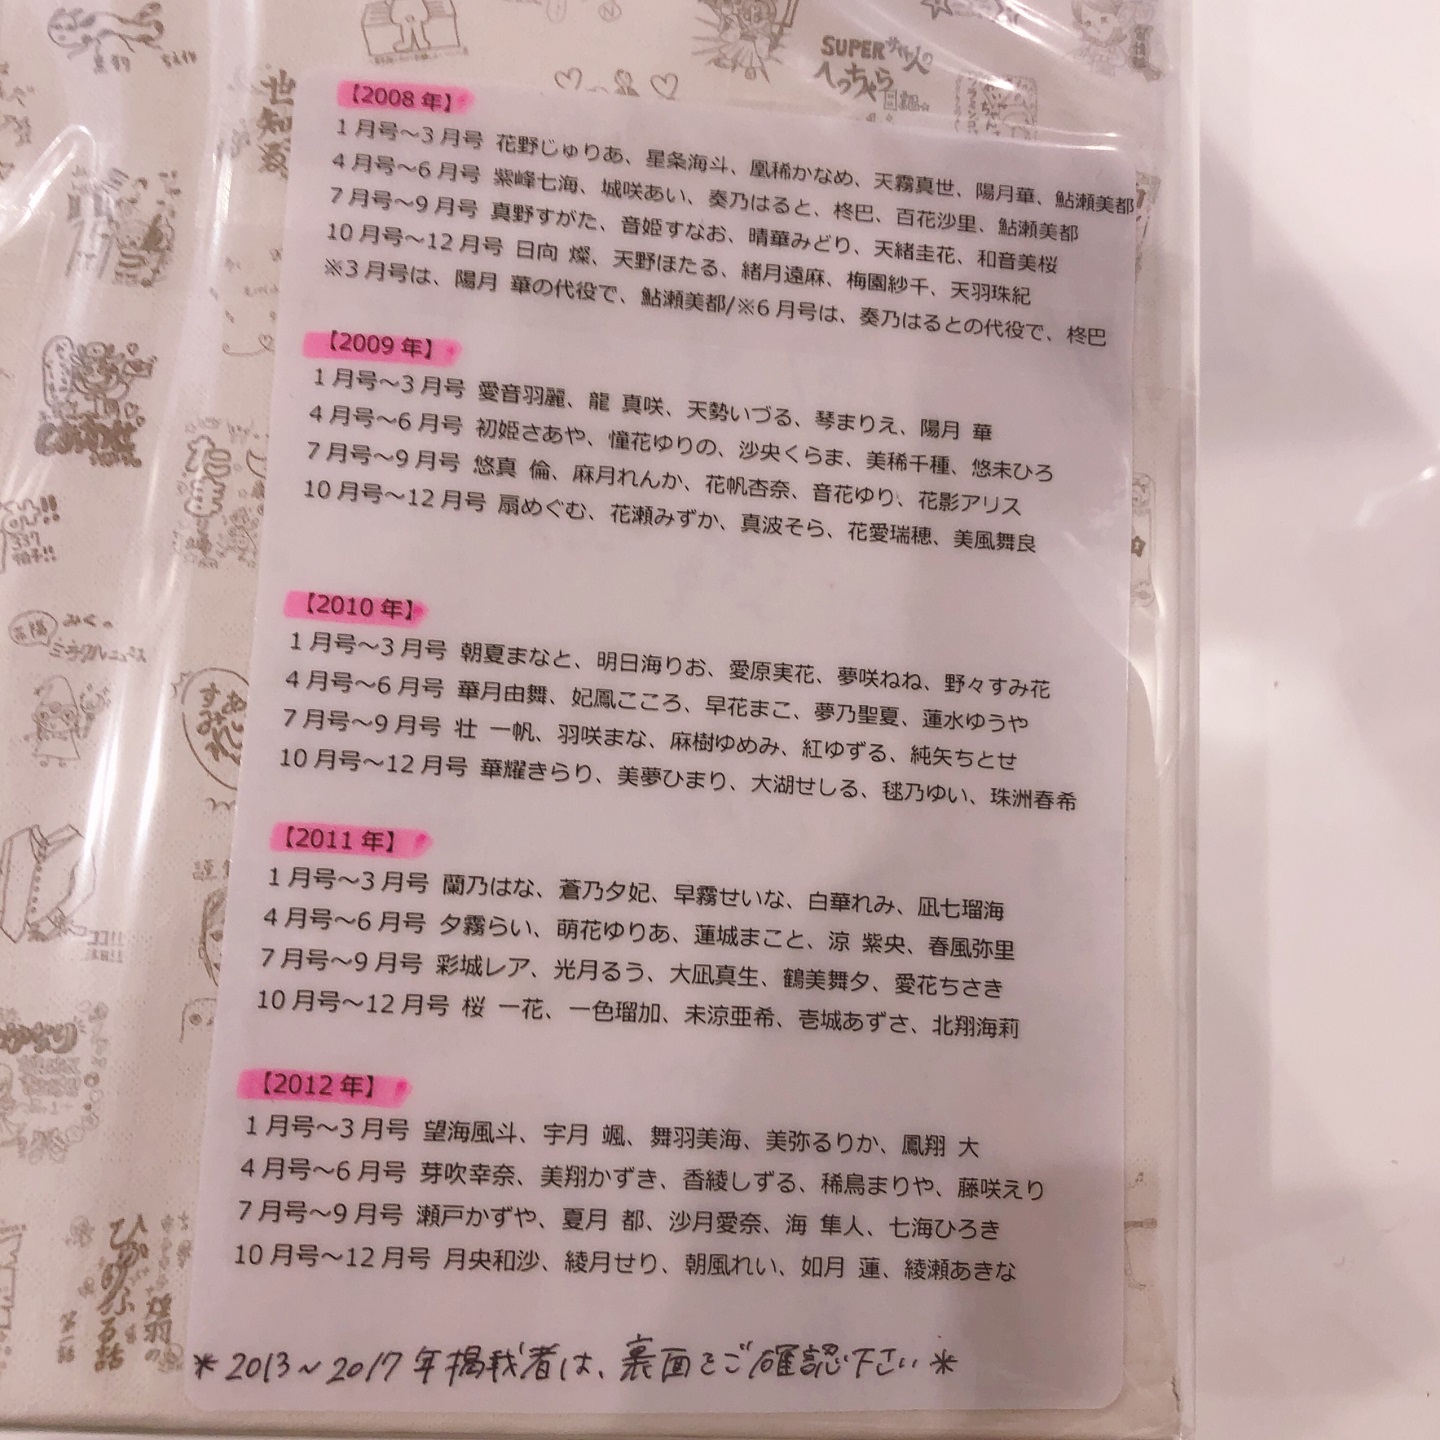 SUPER
へっちゃら
【2008年】
1月号～3月号 花野じゅりあ、星条海斗、凰稀かなめ、天霧真世、陽月華、鮎瀬美都
4月号～6月号 紫峰七海、城咲あい、奏乃はると、柊巴、百花沙里、鮎瀬美都
7月号～9月号 真野すがた、音姫すなお、晴華みどり、天緒圭花、和音美桜
10月号～12月号 日向 燦、天野ほたる、緒月遠麻、梅園紗千、天羽珠紀
※3月号は、陽月 華の代役で、鮎瀬美都/※6月号は、奏乃はるとの代役で、柊巴
【2009年】
1月号～3月号 愛音羽麗、龍 真咲、天勢いづる、琴まりえ、陽月 華
4月号～6月号 初姫さあや、憧花ゆりの、沙央くらま、美稀千種、悠未ひろ
7月号～9月号 悠真 倫、麻月れんか、花帆杏奈、音花ゆり、花影アリス
10月号～12月号 扇めぐむ、花瀬みずか、真波そら、花愛瑞穂、美風舞良
【2010年】
1月号～3月号 朝夏まなと、明日海りお、愛原実花、夢咲ねね、野々すみ花
4月号～6月号 華月由舞、妃鳳こころ、早花まこ、夢乃聖夏、蓮水ゆうや
7月号～9月号 壮 一帆、羽咲まな、麻樹ゆめみ、紅ゆずる、純矢ちとせ
10月号～12月号 華耀きらり、美夢ひまり、大湖せしる、毬乃ゆい、珠洲春希
【2011年】
1月号～3月号 蘭乃はな、蒼乃夕妃、早霧せいな、白華れみ、凪七瑠海
4月号～6月号 夕霧らい、萌花ゆりあ、蓮城まこと、涼 紫央、春風弥里
7月号～9月号 彩城レア、光月るう、大凪真生、鶴美舞夕、愛花ちさき
10月号～12月号 桜 一花、一色瑠加、未涼亜希、壱城あずさ、北翔海莉
【2012年】
1月号～3月号 望海風斗、宇月 颯、舞羽美海、美弥るりか、鳳翔 大
4月号～6月号 芽吹幸奈、美翔かずき、香綾しずる、稀鳥まりや、藤咲えり
7月号～9月号 瀬戸かずや、夏月 都、沙月愛奈、海 隼人、七海ひろき
10月号～12月号 月央和沙、綾月せり、朝風れい、如月 蓮、綾瀬あきな
＊2013～2017年掲載者は、裏面をご確認下さい＊